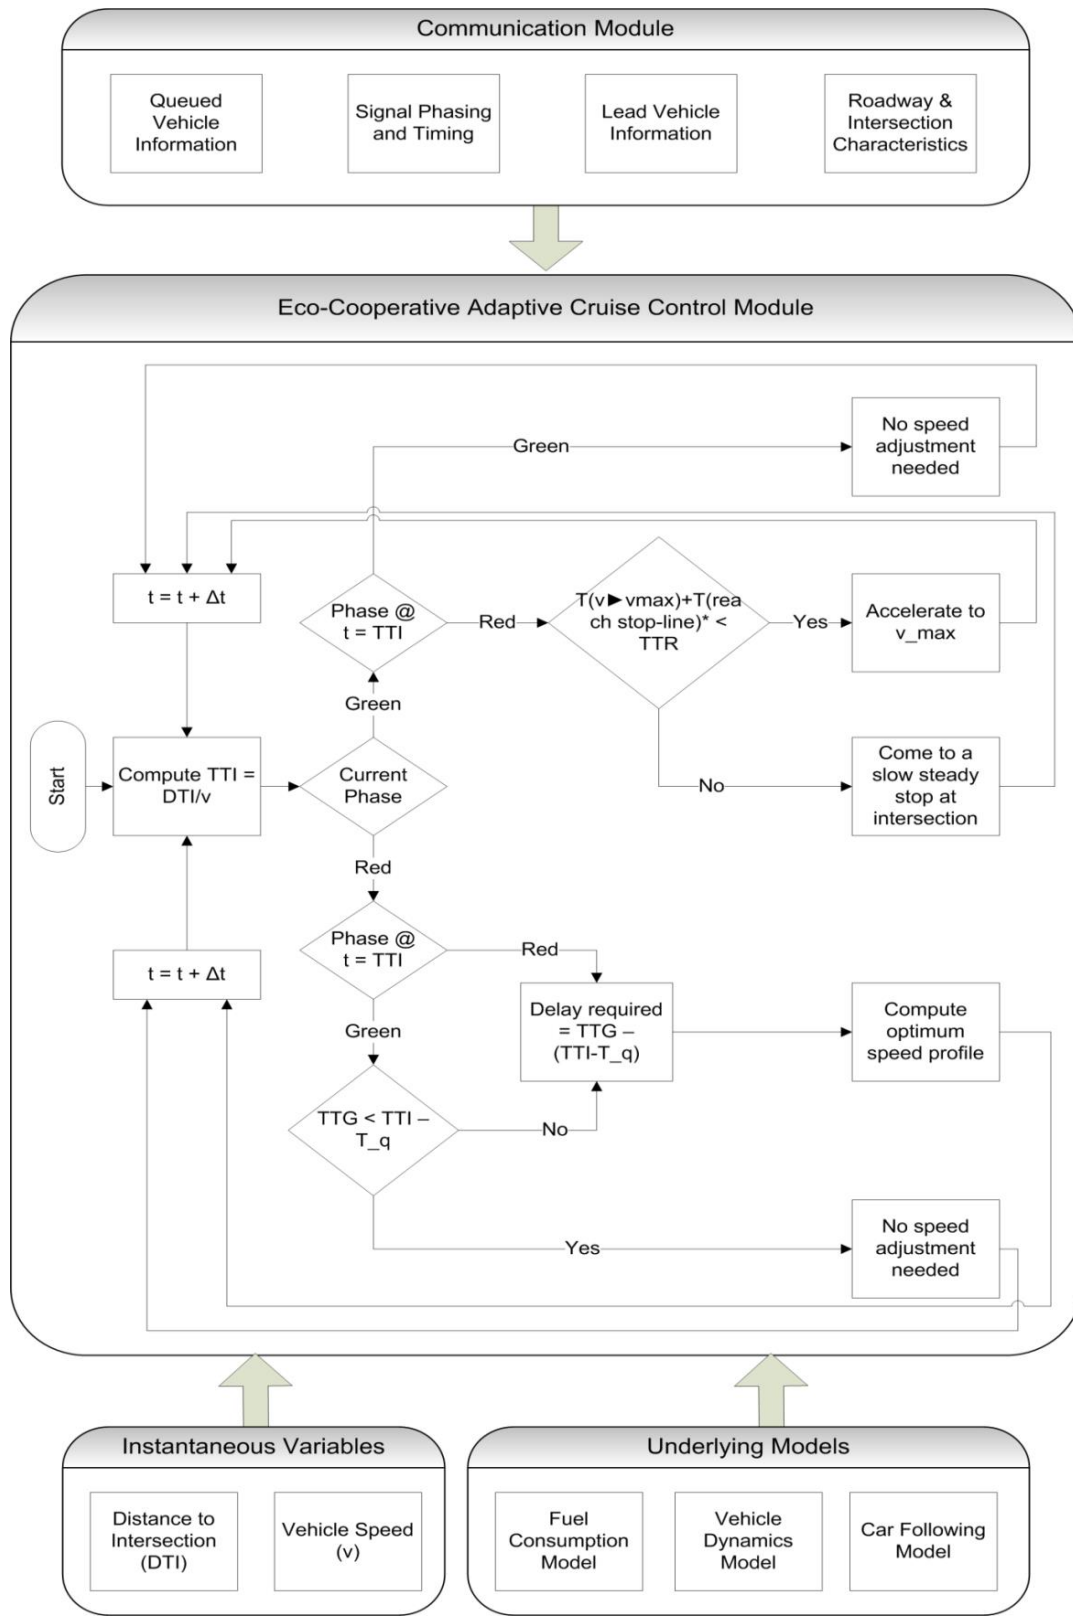 Communication Module
Queued
Vehicle
Information
Signal Phasing
and Timing
Lead Vehicle
Information
Roadway &
Intersection
Characteristics
Eco-Cooperative Adaptive Cruise Control Module
No speed
adjustment
needed
Green
t = t + Δt
Phase @
t = TTI
Red
T(v►vmax)+T(rea
ch stop-line)* <
TTR
Yes
Accelerate to
v_max
Green
Start
Compute TTI =
DTI/v
Current
Phase
No
Come to a
slow steady
stop at
intersection
Red
Phase @
t = TTI
Red
t = t + Δt
Green
Delay required
= TTG –
(TTI-T_q)
Compute
optimum
speed profile
TTG < TTI –
T_q
No
Yes
No speed
adjustment
needed
Instantaneous Variables
Distance to
Intersection
(DTI)
Vehicle Speed
(v)
Underlying Models
Fuel
Consumption
Model
Vehicle
Dynamics
Model
Car Following
Model